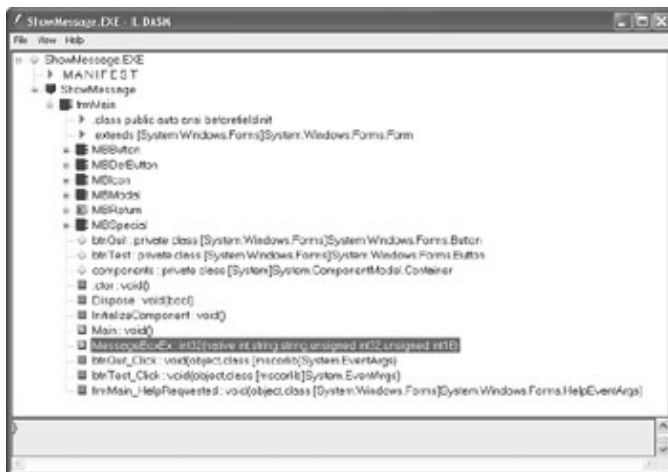 ShowMessage.EXE - IL DASM
File View Help
ShowMessage.EXE
MANIFEST
ShowMessage
frmMain
.class public auto ansi beforefieldinit
extends [System.Windows.Forms]System.Windows.Forms.Form
MBButton
MBDefButton
MBIcon
MBModal
MBReturn
MBSpecial
btnQuit : private class [System.Windows.Forms]System.Windows.Forms.Button
btnTest : private class [System.Windows.Forms]System.Windows.Forms.Button
components : private class [System]System.ComponentModel.Container
.ctor : void()
Dispose : void(bool)
InitializeComponent : void()
Main : void()
MessageBoxEx : int32(native int,string,string,unsigned int32,unsigned int16)
btnQuit_Click : void(object,class [mscorlib]System.EventArgs)
btnTest_Click : void(object,class [mscorlib]System.EventArgs)
frmMain_HelpRequested : void(object,class [System.Windows.Forms]System.Windows.Forms.HelpEventArgs)
}